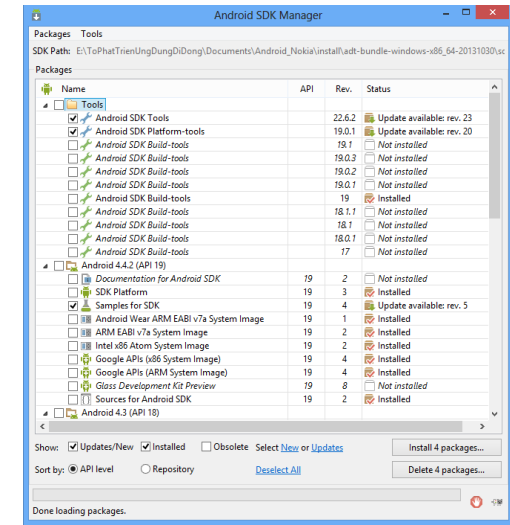 Android SDK Manager
Packages Tools
SDK Path: E:\ToPhatTrienUngDungDiDong\Documents\Android_Nokia\install\adt-bundle-windows-x86_64-20131030\sc
Packages
Name API Rev. Status
Tools
Android SDK Tools 22.6.2 Update available: rev. 23
Android SDK Platform-tools 19.0.1 Update available: rev. 20
Android SDK Build-tools 19.1 Not installed
Android SDK Build-tools 19.0.3 Not installed
Android SDK Build-tools 19.0.2 Not installed
Android SDK Build-tools 19.0.1 Not installed
Android SDK Build-tools 19 Installed
Android SDK Build-tools 18.1.1 Not installed
Android SDK Build-tools 18.1 Not installed
Android SDK Build-tools 18.0.1 Not installed
Android SDK Build-tools 17 Not installed
Android 4.4.2 (API 19)
Documentation for Android SDK 19 2 Not installed
SDK Platform 19 3 Installed
Samples for SDK 19 4 Update available: rev. 5
Android Wear ARM EABI v7a System Image 19 1 Installed
ARM EABI v7a System Image 19 2 Installed
Intel x86 Atom System Image 19 2 Installed
Google APIs (x86 System Image) 19 4 Installed
Google APIs (ARM System Image) 19 4 Installed
Glass Development Kit Preview 19 8 Not installed
Sources for Android SDK 19 2 Installed
Android 4.3 (API 18)
Show: Updates/New Installed Obsolete Select New or Updates Install 4 packages...
Sort by: API level Repository Deselect All Delete 4 packages...
Done loading packages.